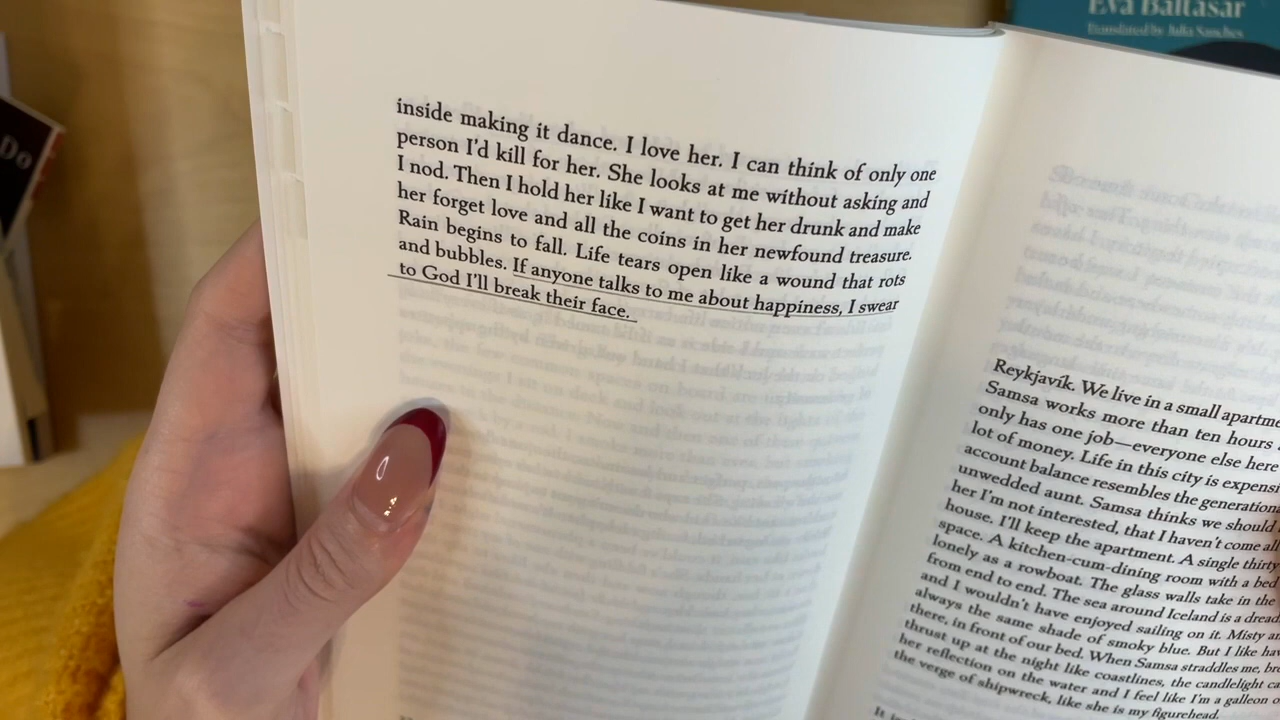 Eva Baltasar
Translated by Julia Sanches
Do
inside making it dance. I love her. I can think of only one
person I'd kill for her. She looks at me without asking and
I nod. Then I hold her like I want to get her drunk and make
her forget love and all the coins in her newfound treasure.
Rain begins to fall. Life tears open like a wound that rots
and bubbles. If anyone talks to me about happiness, I swear
to God I'll break their face.
Reykjavík. We live in a small
Samsa works more than ten hours
only has one job—everyone else here
lot of money. Life in this city is
account balance resembles the
unwedded aunt. Samsa thinks we should
her I'm not interested, that I haven't come
house. I'll keep the apartment. A single
space. A kitchen-cum-dining room with a bed
lonely as a rowboat. The glass walls take in the
from end to end. The sea around Iceland is a
and I wouldn't have enjoyed sailing on it. Misty
always the same shade of smoky blue. But I like
there, in front of our bed. When Samsa straddles me,
thrust up at the night like coastlines, the candlelight
her reflection on the water and I feel like I'm a galleon
the verge of shipwreck, like she is my figurehead.